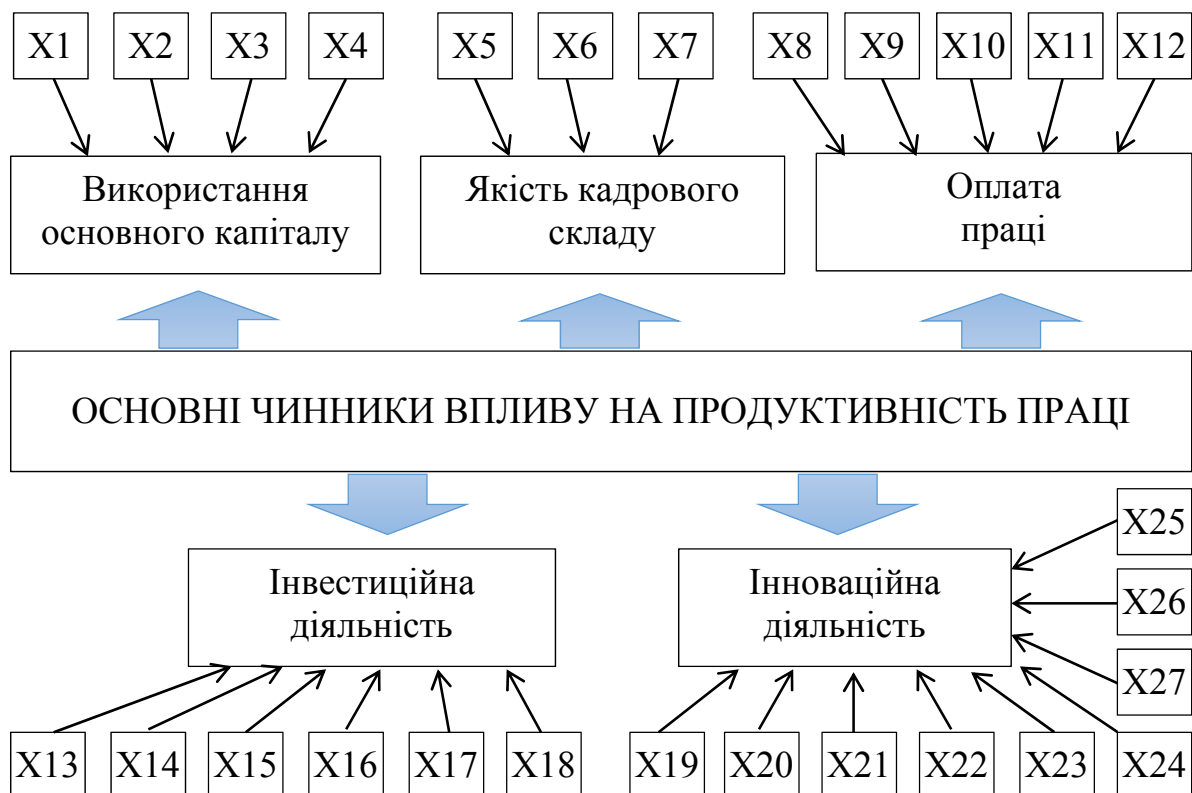 X1 X2 X3 X4 X5 X6 X7 X8 X9 X10 X11 X12
Використання
основного капіталу
Якість кадрового
складу
Оплата
праці
ОСНОВНІ ЧИННИКИ ВПЛИВУ НА ПРОДУКТИВНІСТЬ ПРАЦІ
Інвестиційна
діяльність
Інноваційна
діяльність
X25
X26
X27
X13 X14 X15 X16 X17 X18 X19 X20 X21 X22 X23 X24